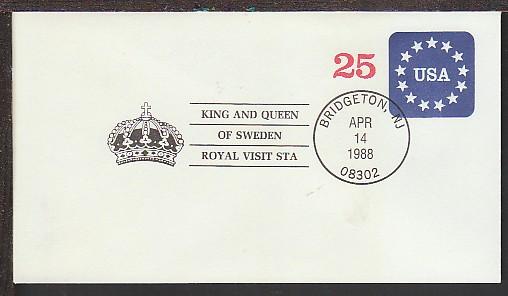 25
USA
KING AND QUEEN
OF SWEDEN
ROYAL VISIT STA
BRIDGETON, NJ
APR
14
1988
08302